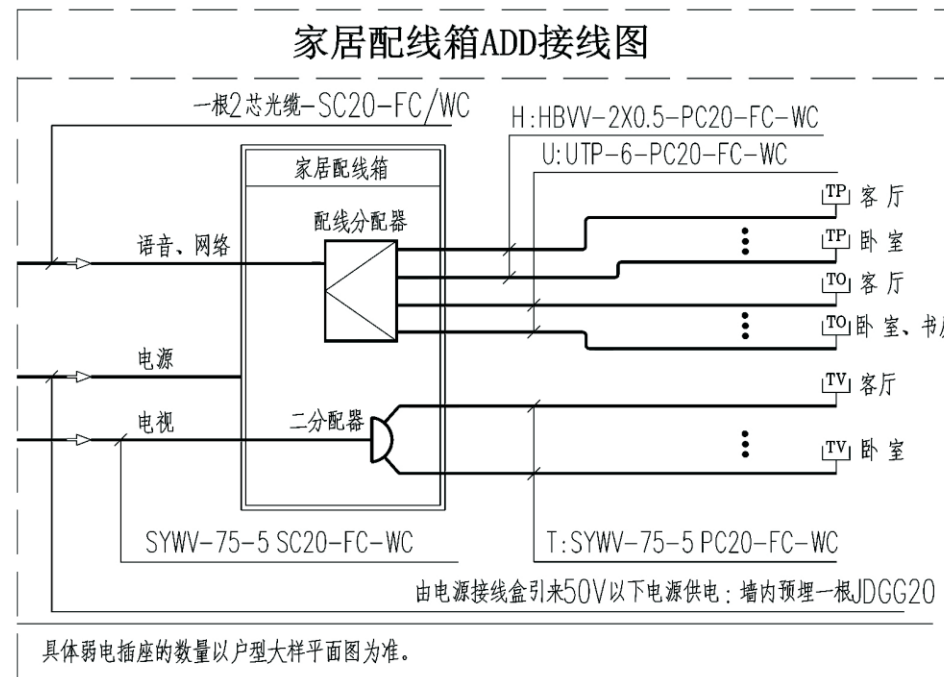 家居配线箱ADD接线图
一根2芯光缆-SC20-FC/WC
H:HBVV-2X0.5-PC20-FC-WC
U:UTP-6-PC20-FC-WC
家居配线箱
配线分配器
语音、网络
TP 客厅
TP 卧室
TO 客厅
TO 卧室、书
电源
电视
二分配器
TV 客厅
TV 卧室
SYWV-75-5 SC20-FC-WC
T:SYWV-75-5 PC20-FC-WC
由电源接线盒引来50V以下电源供电:墙内预埋一根JDGG20
具体弱电插座的数量以户型大样平面图为准。